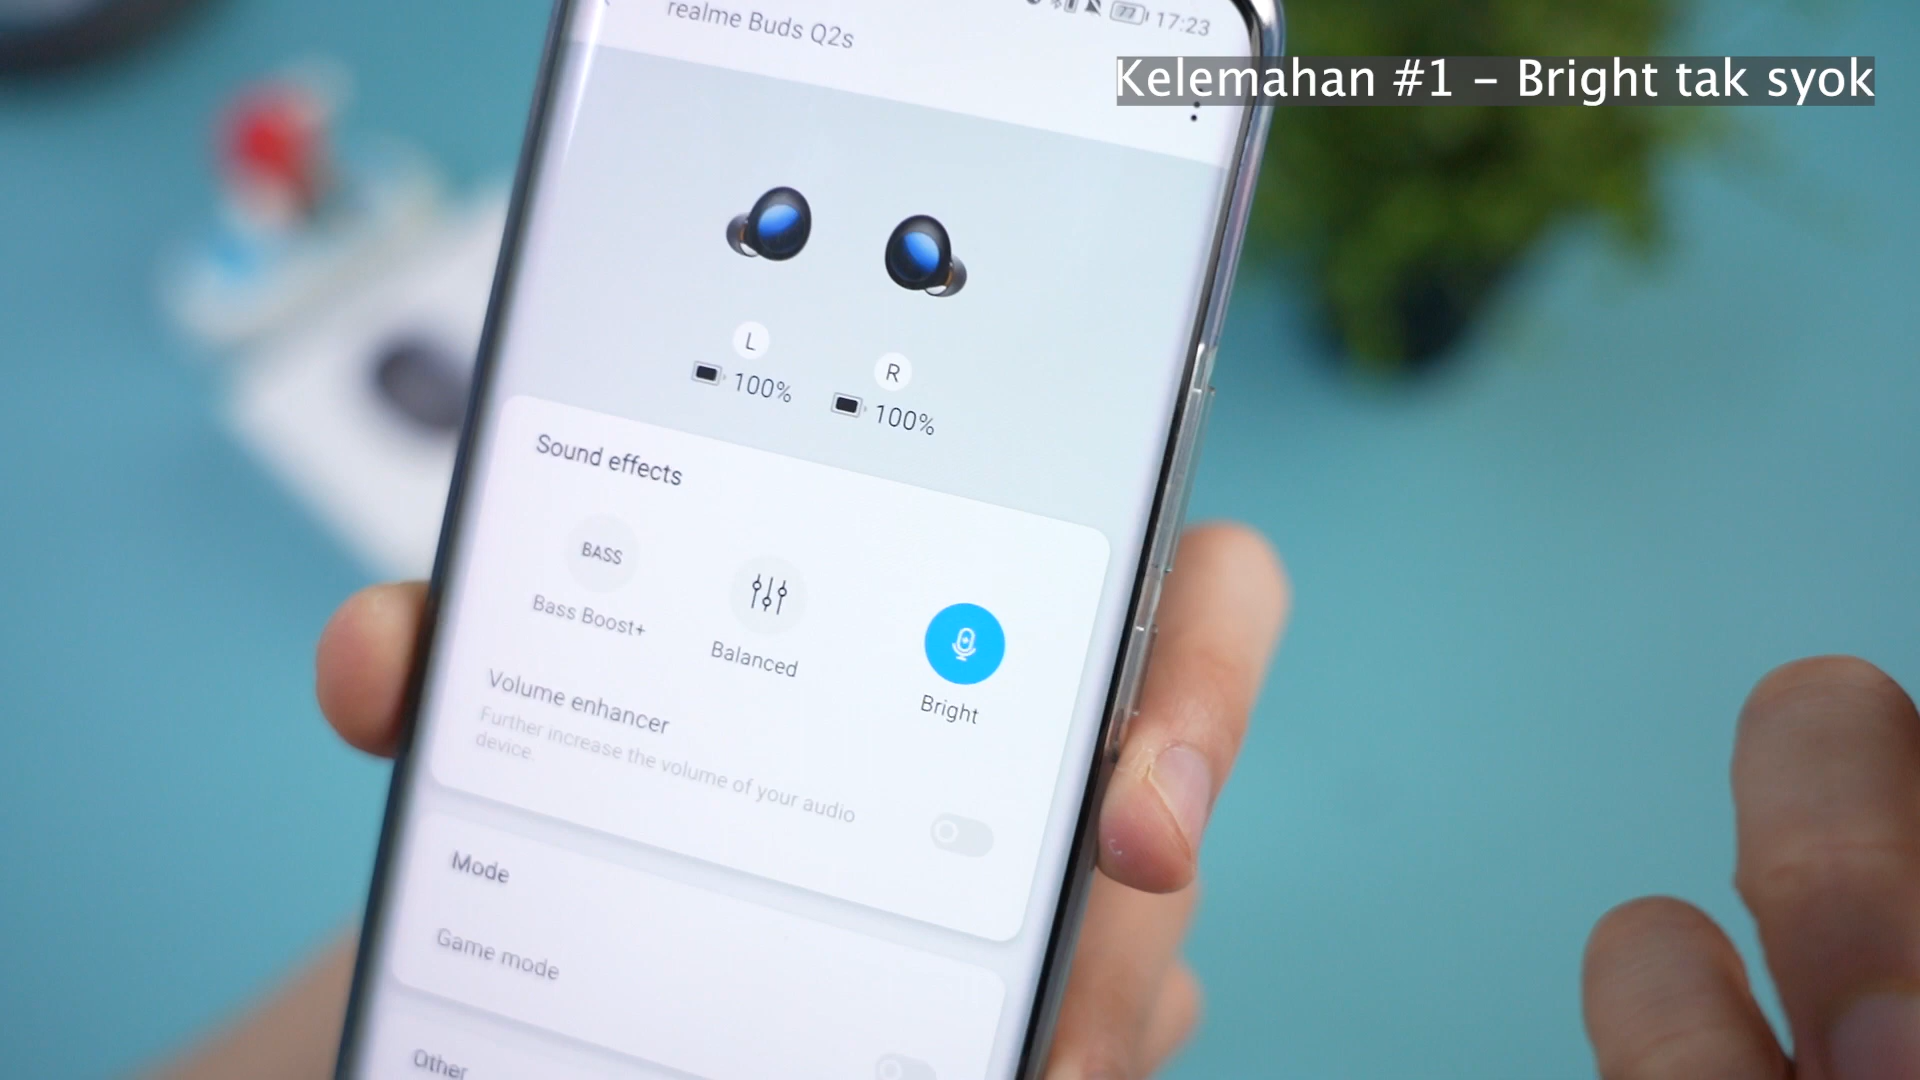 realme Buds Q2s
77 17:23
Kelemahan #1 – Bright tak syok
L
100%
R
100%
Sound effects
BASS
Bass Boost+
Balanced
Bright
Volume enhancer
Further increase the volume of your audio
device.
Mode
Game mode
Other